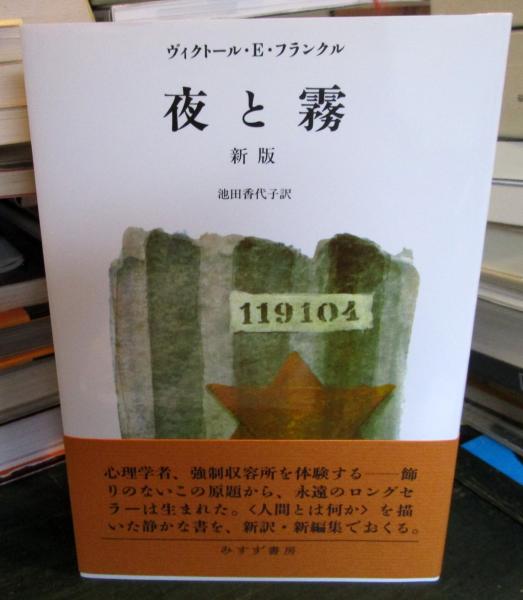 ヴィクトール・E・フランクル
夜と霧
新版
池田香代子訳
119104
心理学者、強制収容所を体験する――飾
りのないこの原題から、永遠のロングセ
ラーは生まれた。〈人間とは何か〉を描
いた静かな書を、新訳・新編集でおくる。
みすず書房